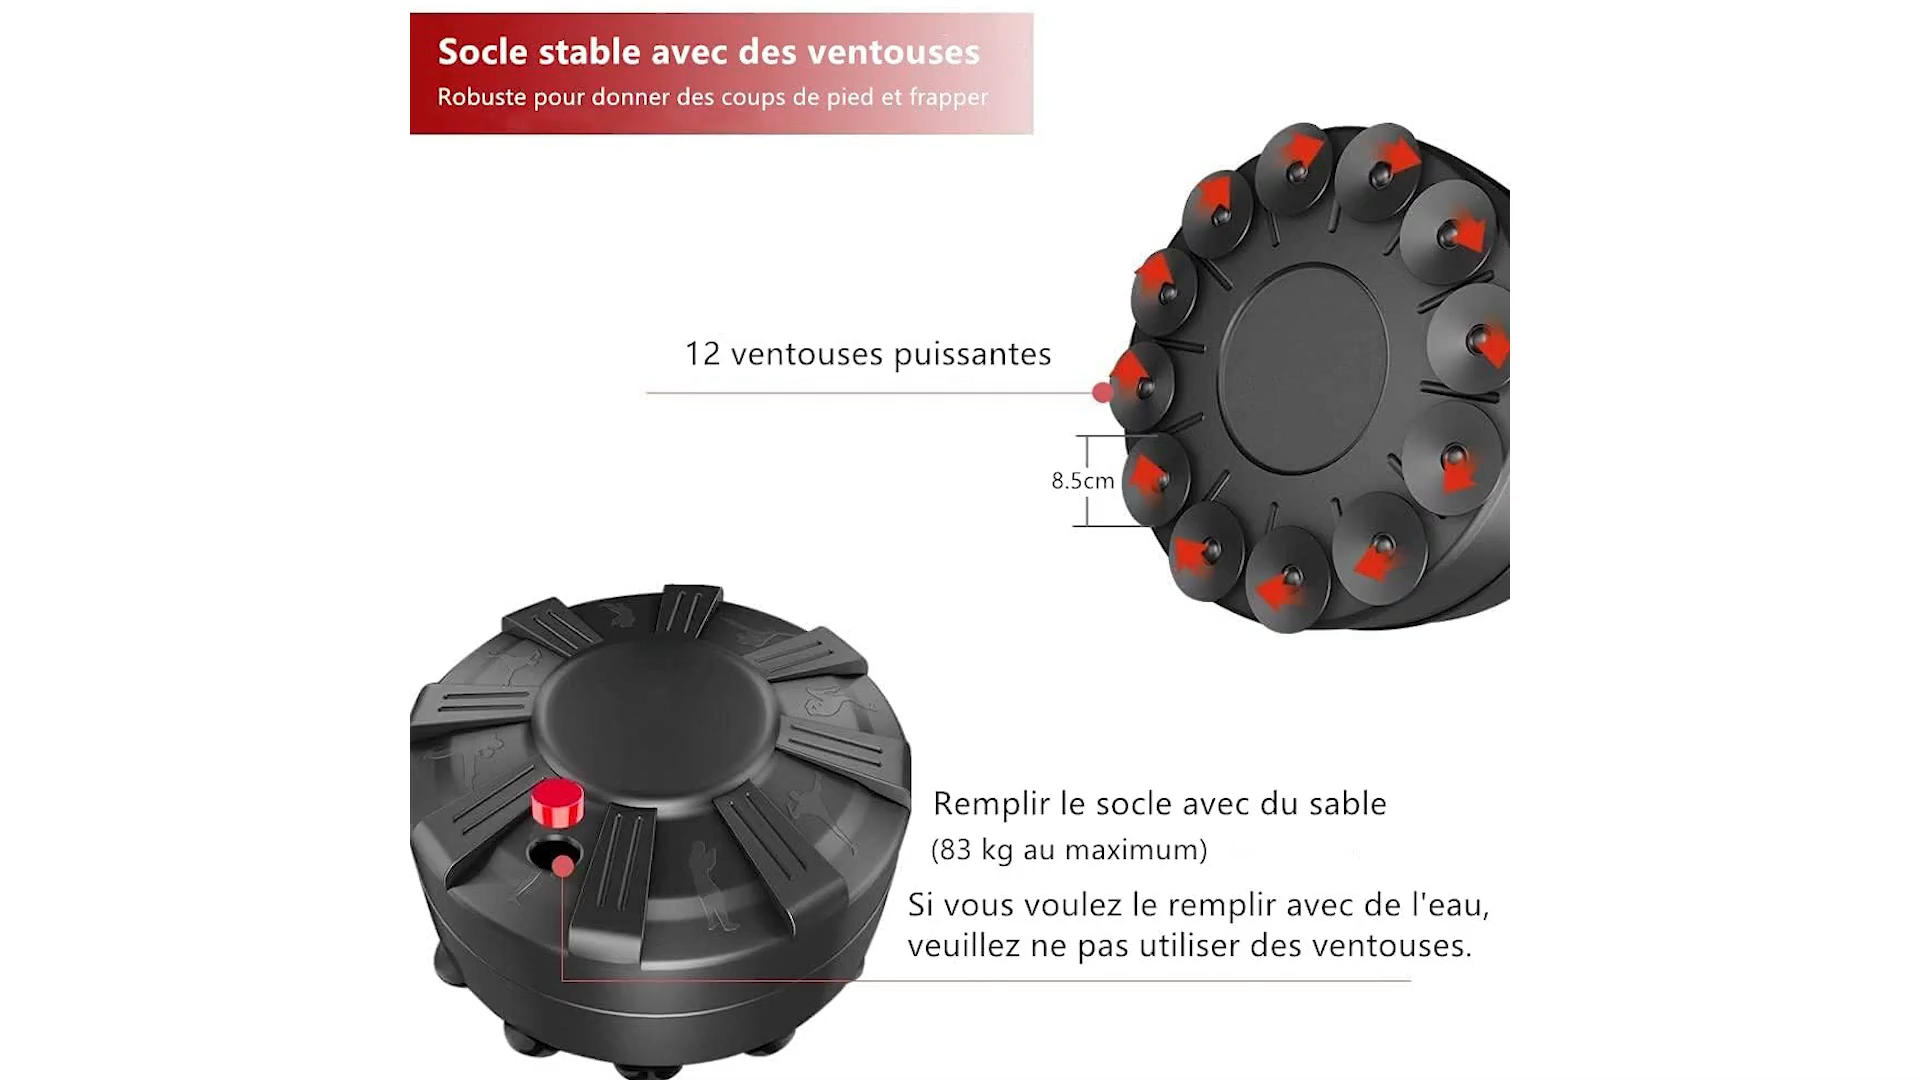 Socle stable avec des ventouses
Robuste pour donner des coups de pied et frapper
12 ventouses puissantes
8.5cm
Remplir le socle avec du sable
(83 kg au maximum)
Si vous voulez le remplir avec de l'eau,
veuillez ne pas utiliser des ventouses.